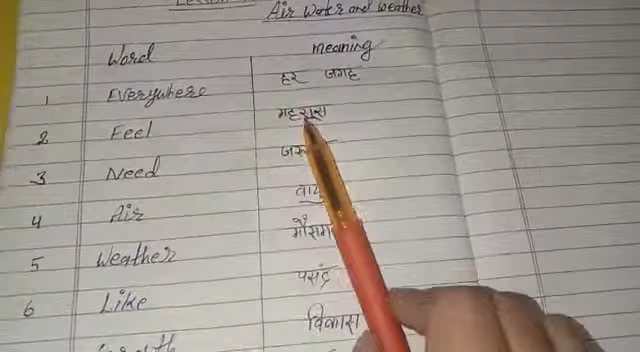 Air Water and weather
Word meaning
1 Everywhere हर जगह
2 Feel महसूस
3 Need
4 Air वायु
5 Weather मौसम
6 Like पसंद
विकास